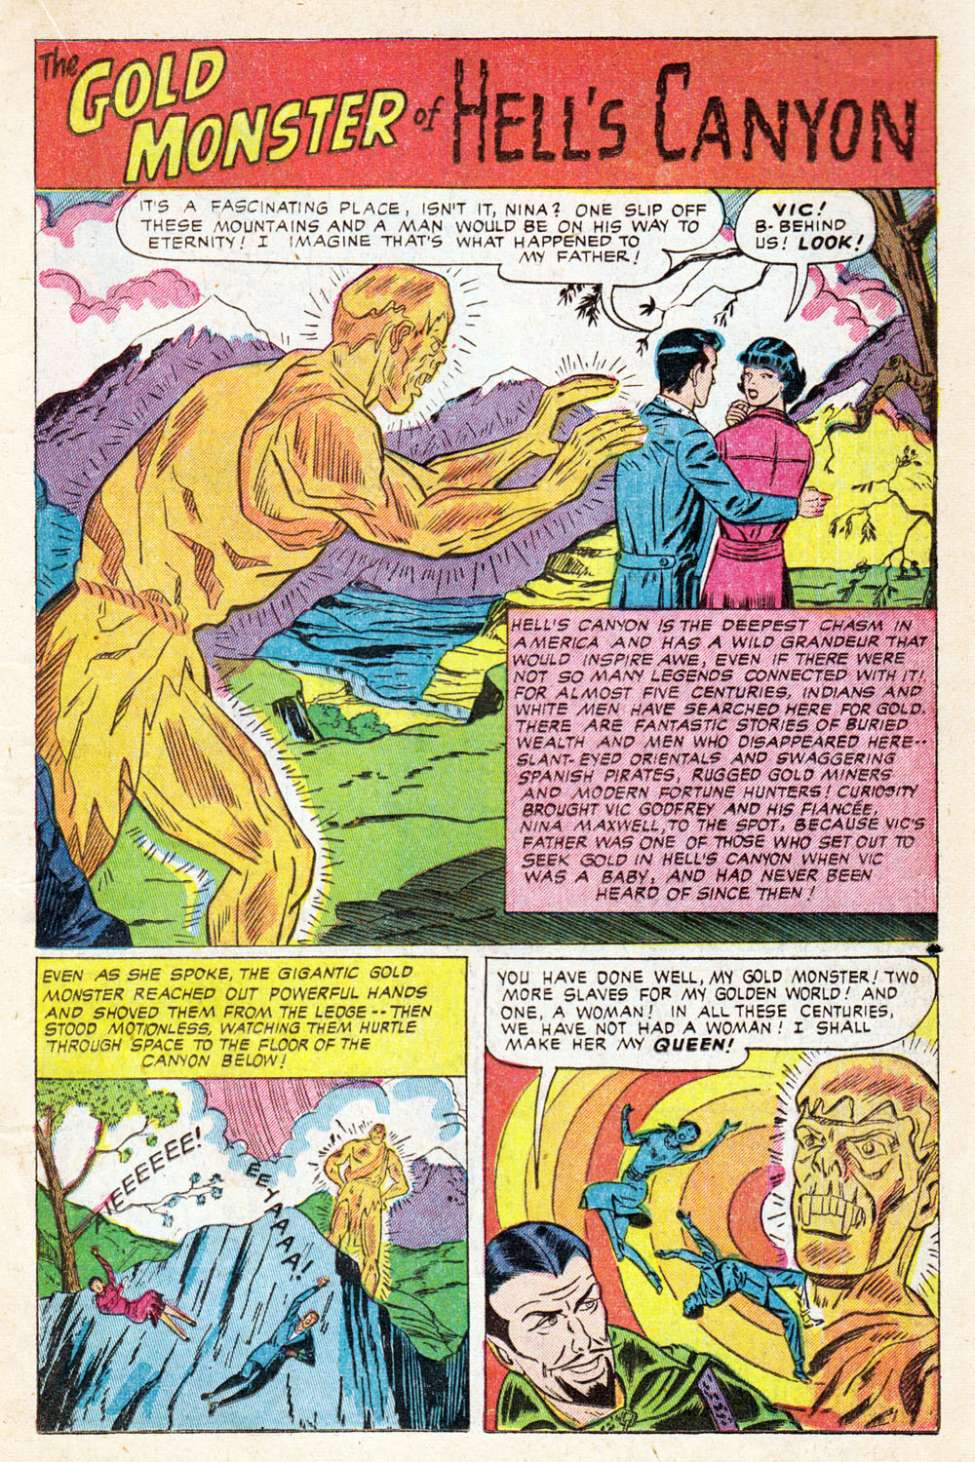 The GOLD MONSTER of HELL'S CANYON
IT'S A FASCINATING PLACE, ISN'T IT, NINA? ONE SLIP OFF
THESE MOUNTAINS AND A MAN WOULD BE ON HIS WAY TO
ETERNITY! I IMAGINE THAT'S WHAT HAPPENED TO
MY FATHER!
VIC!
B-BEHIND
US! LOOK!
HELL'S CANYON IS THE DEEPEST CHASM IN
AMERICA AND HAS A WILD GRANDEUR THAT
WOULD INSPIRE AWE, EVEN IF THERE WERE
NOT SO MANY LEGENDS CONNECTED WITH IT!
FOR ALMOST FIVE CENTURIES, INDIANS AND
WHITE MEN HAVE SEARCHED HERE FOR GOLD.
THERE ARE FANTASTIC STORIES OF BURIED
WEALTH AND MEN WHO DISAPPEARED HERE--
SLANT-EYED ORIENTALS AND SWAGGERING
SPANISH PIRATES, RUGGED GOLD MINERS
AND MODERN FORTUNE HUNTERS! CURIOSITY
BROUGHT VIC GODFREY AND HIS FIANCÉE,
NINA MAXWELL, TO THE SPOT, BECAUSE VIC'S
FATHER WAS ONE OF THOSE WHO SET OUT TO
SEEK GOLD IN HELL'S CANYON WHEN VIC
WAS A BABY, AND HAD NEVER BEEN
HEARD OF SINCE THEN!
EVEN AS SHE SPOKE, THE GIGANTIC GOLD
MONSTER REACHED OUT POWERFUL HANDS
AND SHOVED THEM FROM THE LEDGE -- THEN
STOOD MOTIONLESS, WATCHING THEM HURTLE
THROUGH SPACE TO THE FLOOR OF THE
CANYON BELOW!
AIEEEEEEE!
EEYAAAA!
YOU HAVE DONE WELL, MY GOLD MONSTER! TWO
MORE SLAVES FOR MY GOLDEN WORLD! AND
ONE, A WOMAN! IN ALL THESE CENTURIES,
WE HAVE NOT HAD A WOMAN! I SHALL
MAKE HER MY QUEEN!